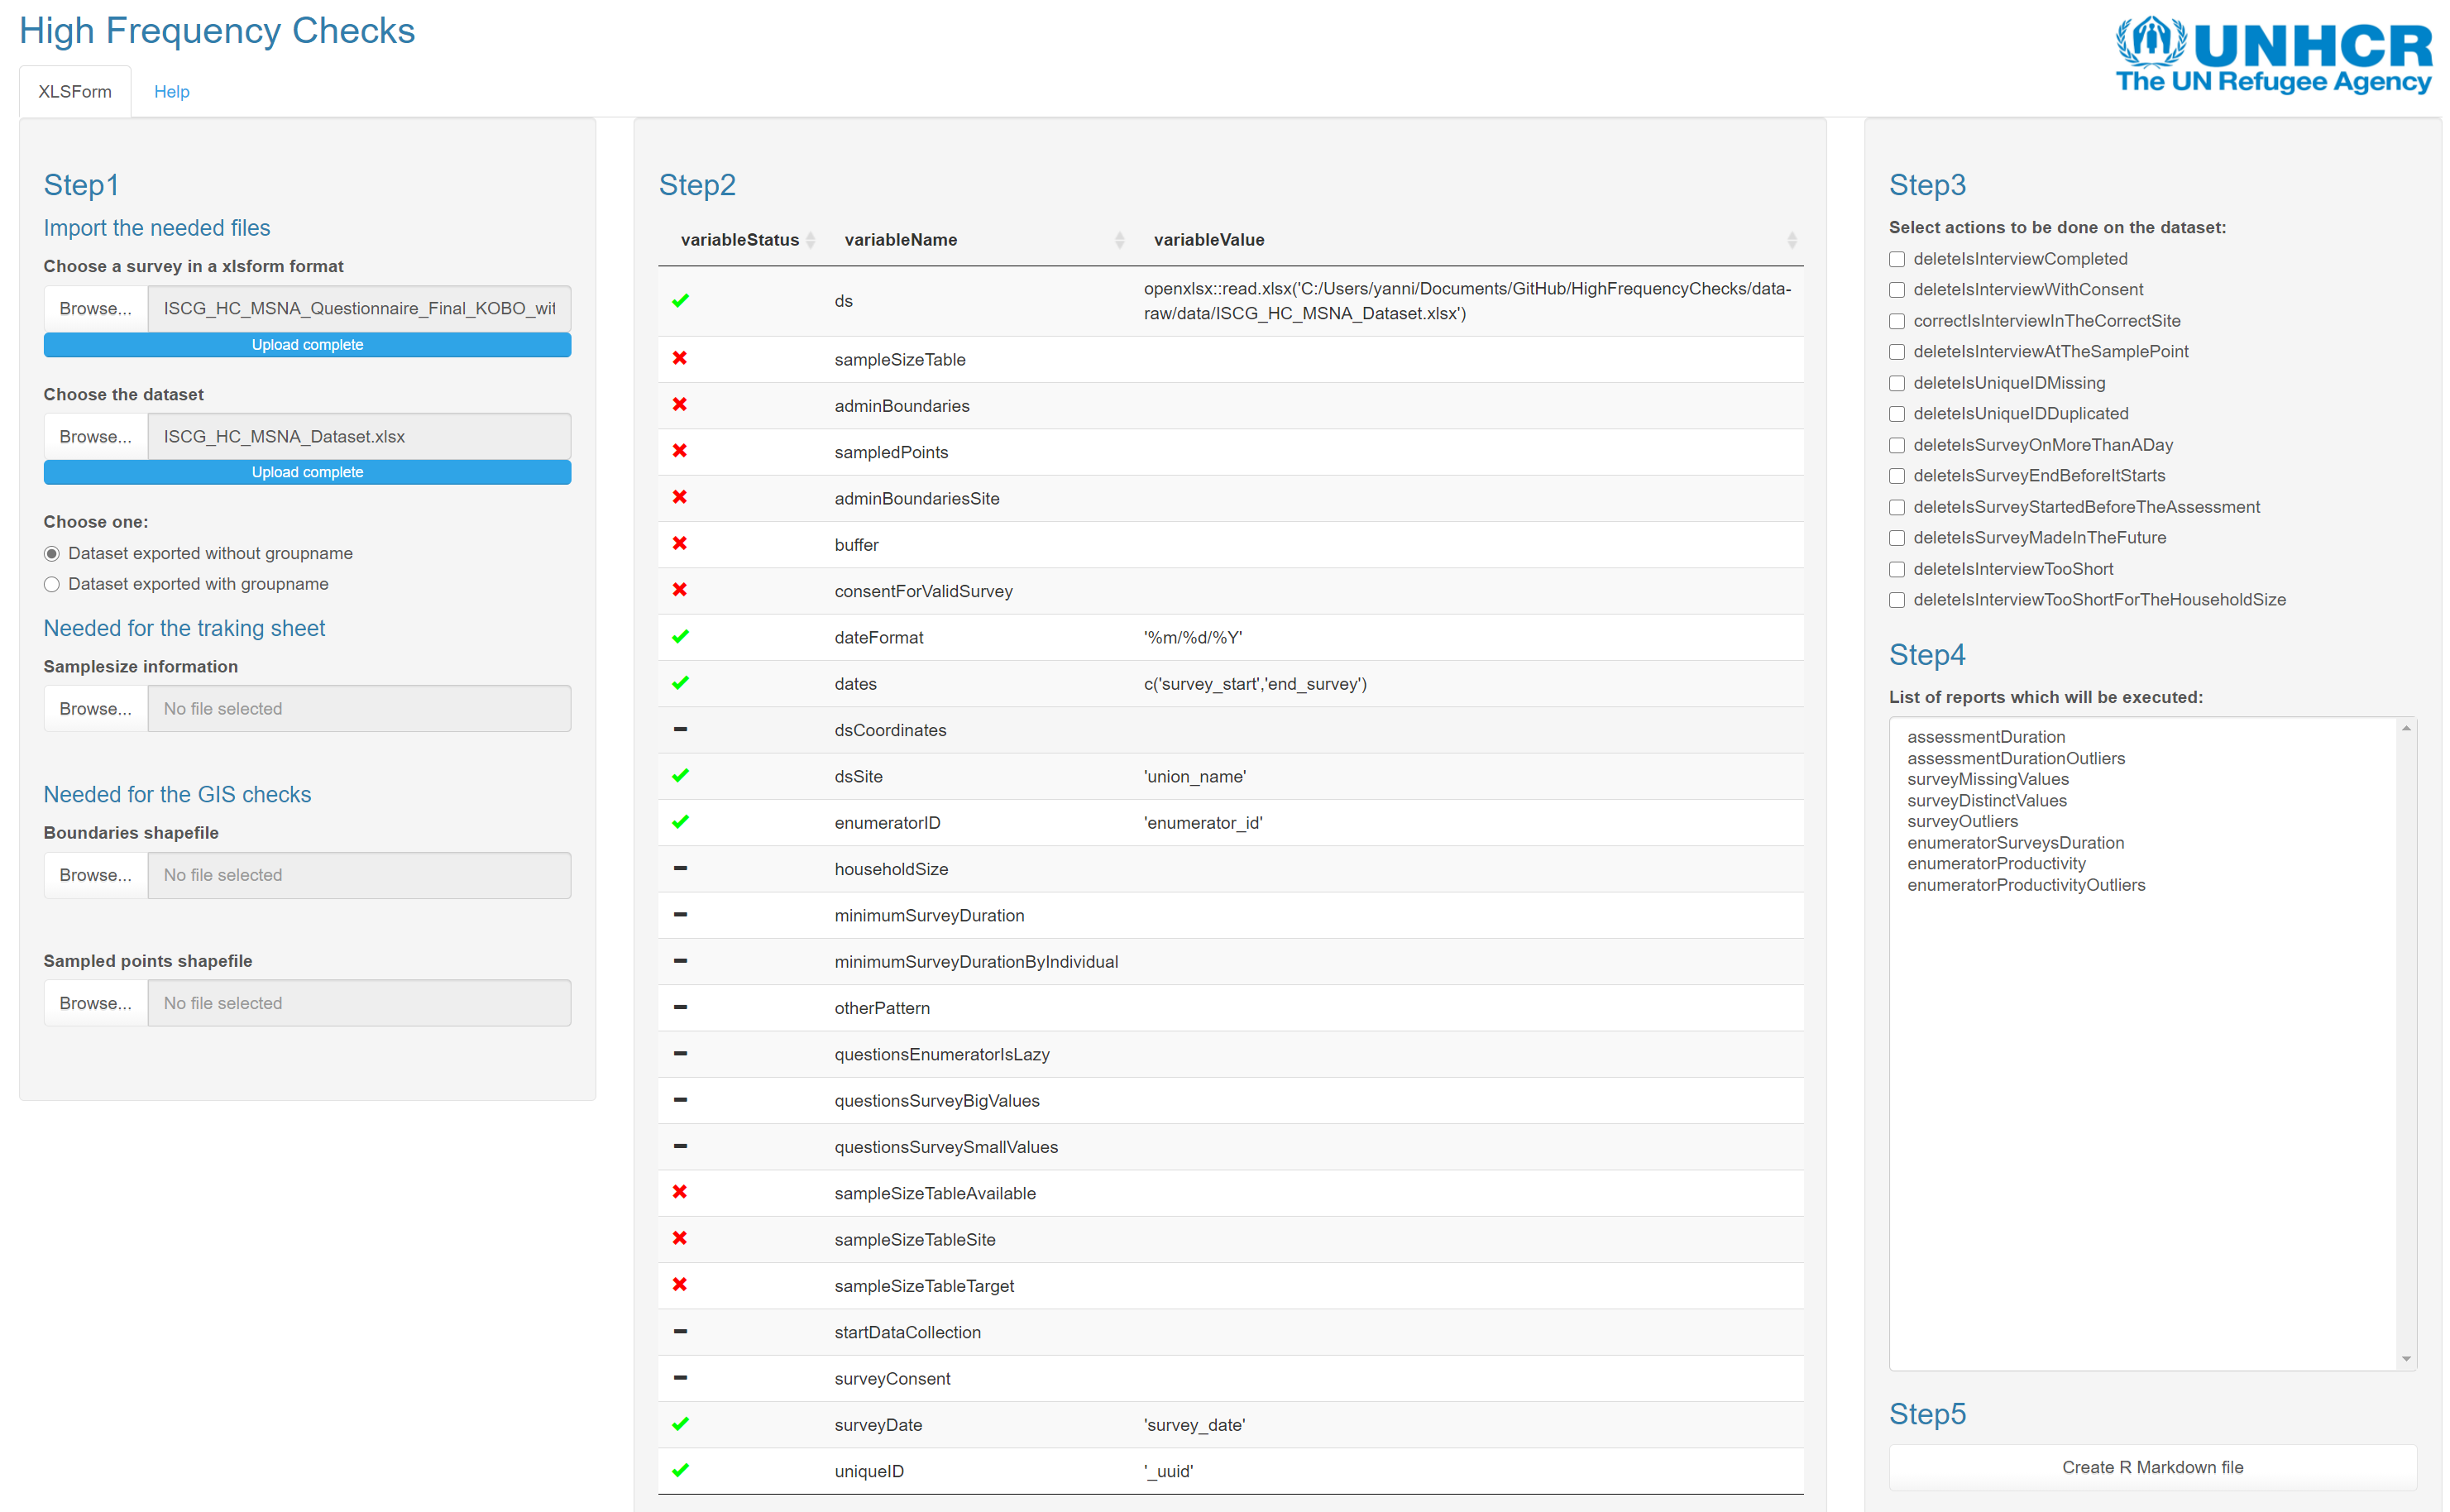 High Frequency Checks
UNHCR
The UN Refugee Agency
XLSForm
Help
Step1
Import the needed files
Choose a survey in a xlsform format
Browse...
ISCG_HC_MSNA_Questionnaire_Final_KOBO_wit
Upload complete
Choose the dataset
Browse...
ISCG_HC_MSNA_Dataset.xlsx
Upload complete
Choose one:
Dataset exported without groupname
Dataset exported with groupname
Needed for the traking sheet
Samplesize information
Browse...
No file selected
Needed for the GIS checks
Boundaries shapefile
Browse...
No file selected
Sampled points shapefile
Browse...
No file selected
Step2
variableStatus variableName variableValue
ds openxlsx::read.xlsx('C:/Users/yanni/Documents/GitHub/HighFrequencyChecks/data-
raw/data/ISCG_HC_MSNA_Dataset.xlsx')
sampleSizeTable
adminBoundaries
sampledPoints
adminBoundariesSite
buffer
consentForValidSurvey
dateFormat '%m/%d/%Y'
dates c('survey_start','end_survey')
dsCoordinates
dsSite 'union_name'
enumeratorID 'enumerator_id'
householdSize
minimumSurveyDuration
minimumSurveyDurationByIndividual
otherPattern
questionsEnumeratorIsLazy
questionsSurveyBigValues
questionsSurveySmallValues
sampleSizeTableAvailable
sampleSizeTableSite
sampleSizeTableTarget
startDataCollection
surveyConsent
surveyDate 'survey_date'
uniqueID '_uuid'
Step3
Select actions to be done on the dataset:
deleteIsInterviewCompleted
deleteIsInterviewWithConsent
correctIsInterviewInTheCorrectSite
deleteIsInterviewAtTheSamplePoint
deleteIsUniqueIDMissing
deleteIsUniqueIDDuplicated
deleteIsSurveyOnMoreThanADay
deleteIsSurveyEndBeforeItStarts
deleteIsSurveyStartedBeforeTheAssessment
deleteIsSurveyMadeInTheFuture
deleteIsInterviewTooShort
deleteIsInterviewTooShortForTheHouseholdSize
Step4
List of reports which will be executed:
assessmentDuration
assessmentDurationOutliers
surveyMissingValues
surveyDistinctValues
surveyOutliers
enumeratorSurveysDuration
enumeratorProductivity
enumeratorProductivityOutliers
Step5
Create R Markdown file